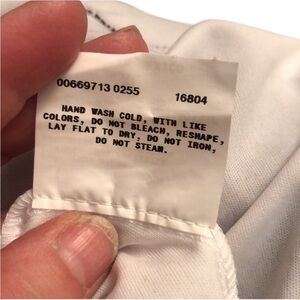 00669713 0255 16804
HAND WASH COLD, WITH LIKE
COLORS, DO NOT BLEACH, RESHAPE,
LAY FLAT TO DRY, DO NOT IRON,
DO NOT STEAM.